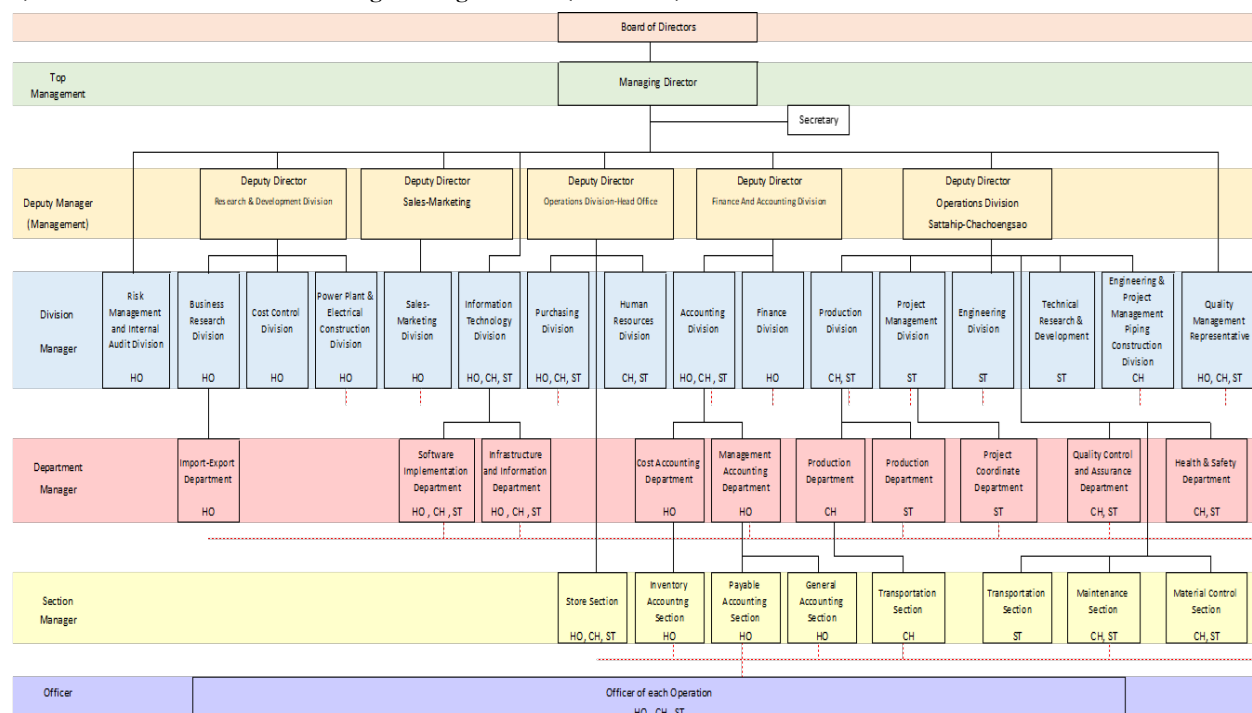 Board of Directors
Top
Management
Managing Director
Secretary
Deputy Manager
(Management)
Deputy Director
Research & Development Division
Deputy Director
Sales-Marketing
Deputy Director
Operations Division-Head Office
Deputy Director
Finance And Accounting Division
Deputy Director
Operations Division
Sattahip-Chachoengsao
Division
Manager
Risk
Management
and Internal
Audit Division
HO
Business
Research
Division
HO
Cost Control
Division
HO
Power Plant &
Electrical
Construction
Division
HO
Sales-
Marketing
Division
HO
Information
Technology
Division
HO, CH, ST
Purchasing
Division
HO, CH, ST
Human
Resources
Division
CH, ST
Accounting
Division
HO, CH, ST
Finance
Division
HO
Production
Division
CH, ST
Project
Management
Division
ST
Engineering
Division
ST
Technical
Research &
Development
ST
Engineering &
Project
Management
Piping
Construction
Division
CH
Quality
Management
Representative
HO, CH, ST
Department
Manager
Import-Export
Department
HO
Software
Implementation
Department
HO , CH , ST
Infrastructure
and Information
Department
HO , CH , ST
Cost Accounting
Department
HO
Management
Accounting
Department
HO
Production
Department
CH
Production
Department
ST
Project
Coordinate
Department
ST
Quality Control
and Assurance
Department
CH, ST
Health & Safety
Department
CH, ST
Section
Manager
Store Section
HO, CH, ST
Inventory
Accountng
Section
HO
Payable
Accounting
Section
HO
General
Accounting
Section
HO
Transportation
Section
CH
Transportation
Section
ST
Maintenance
Section
CH, ST
Material Control
Section
CH, ST
Officer
Officer of each Operation
HO, CH, ST